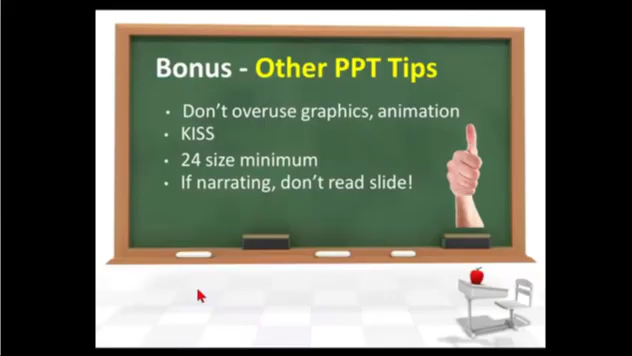 Bonus - Other PPT Tips
• Don't overuse graphics, animation
• KISS
• 24 size minimum
• If narrating, don't read slide!